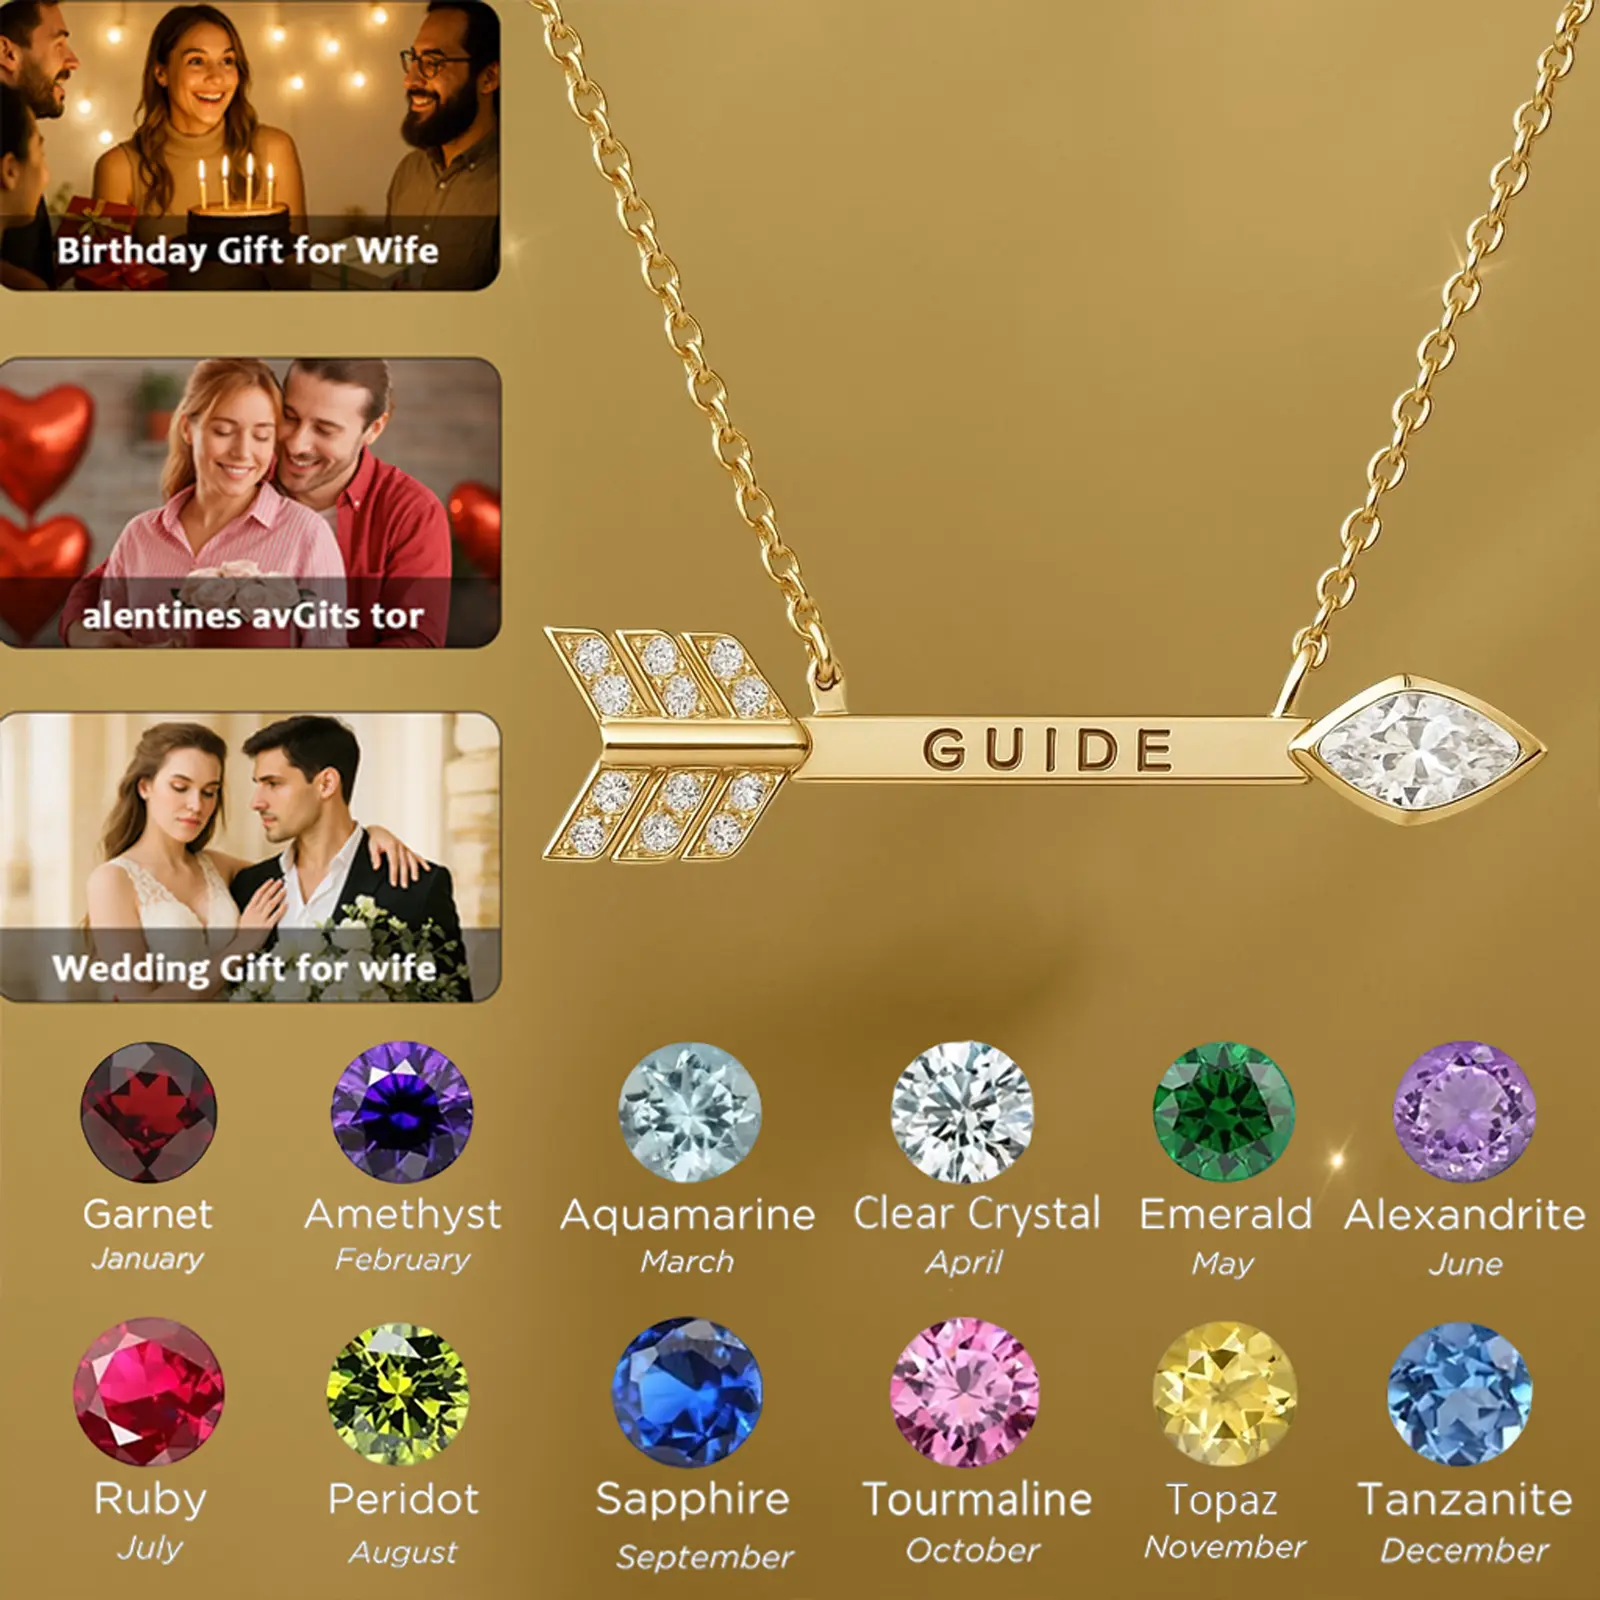 Birthday Gift for Wife
alentines avGits tor
Wedding Gift for wife
GUIDE
Garnet
January
Amethyst
February
Aquamarine
March
Clear Crystal
April
Emerald
May
Alexandrite
June
Ruby
July
Peridot
August
Sapphire
September
Tourmaline
October
Topaz
November
Tanzanite
December